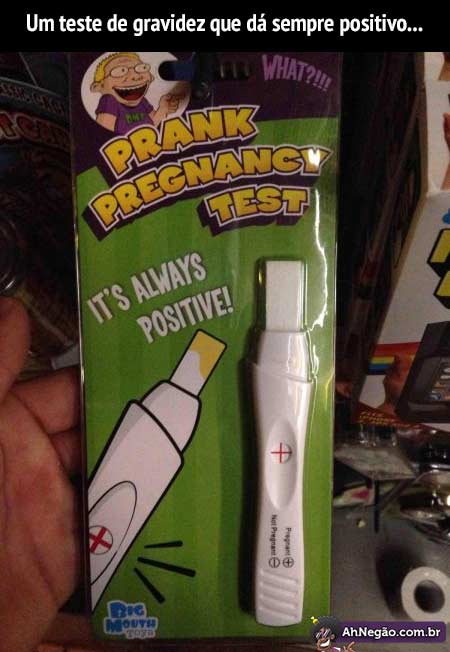 Um teste de gravidez que dá sempre positivo...
WHAT?!!!
PRANK
PREGNANCY
TEST
IT'S ALWAYS
POSITIVE!
Pregnant ⊕
Not Pregnant ⊖
BIG
MOUTH
Toys
AhNegão.com.br